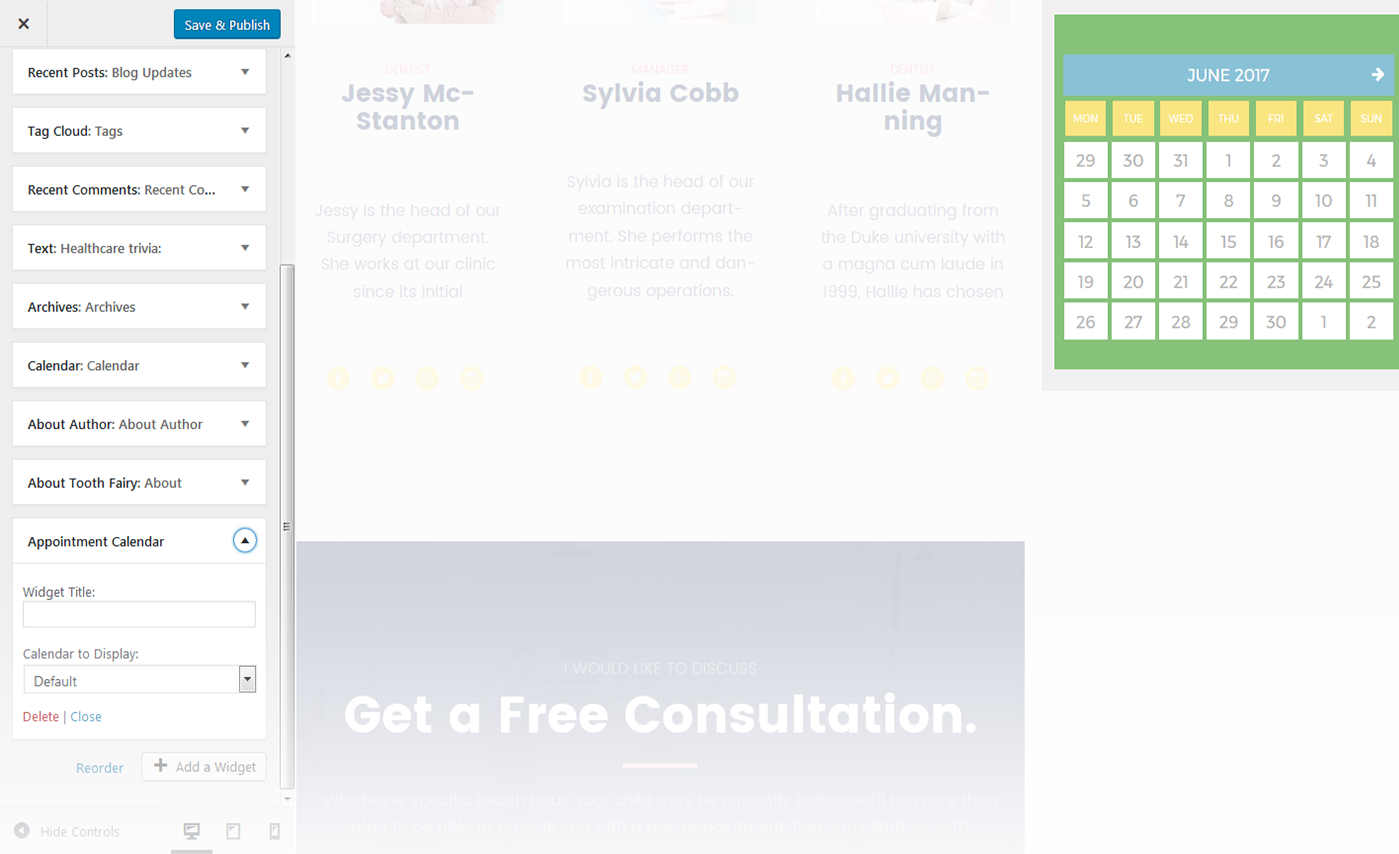 Save & Publish
Recent Posts: Blog Updates
Tag Cloud: Tags
Recent Comments: Recent Co...
Text: Healthcare trivia:
Archives: Archives
Calendar: Calendar
About Author: About Author
About Tooth Fairy: About
Appointment Calendar
Widget Title:
Calendar to Display:
Default
Delete | Close
Reorder
Add a Widget
Hide Controls
DENTIST
Jessy Mc-
Stanton
Jessy is the head of our
Surgery department.
She works at our clinic
since its initial
MANAGER
Sylvia Cobb
Sylvia is the head of our
examination depart-
ment. She performs the
most intricate and dan-
gerous operations.
DENTIST
Hallie Man-
ning
After graduating from
the Duke university with
a magna cum laude in
1999, Hallie has chosen
I WOULD LIKE TO DISCUSS
Get a Free Consultation.
Whichever specific health issue your child may be currently facing, we'll be more than
glad to be able to provide you with a pre-appointment, free consultation on it
JUNE 2017
MON TUE WED THU FRI SAT SUN
29 30 31 1 2 3 4
5 6 7 8 9 10 11
12 13 14 15 16 17 18
19 20 21 22 23 24 25
26 27 28 29 30 1 2